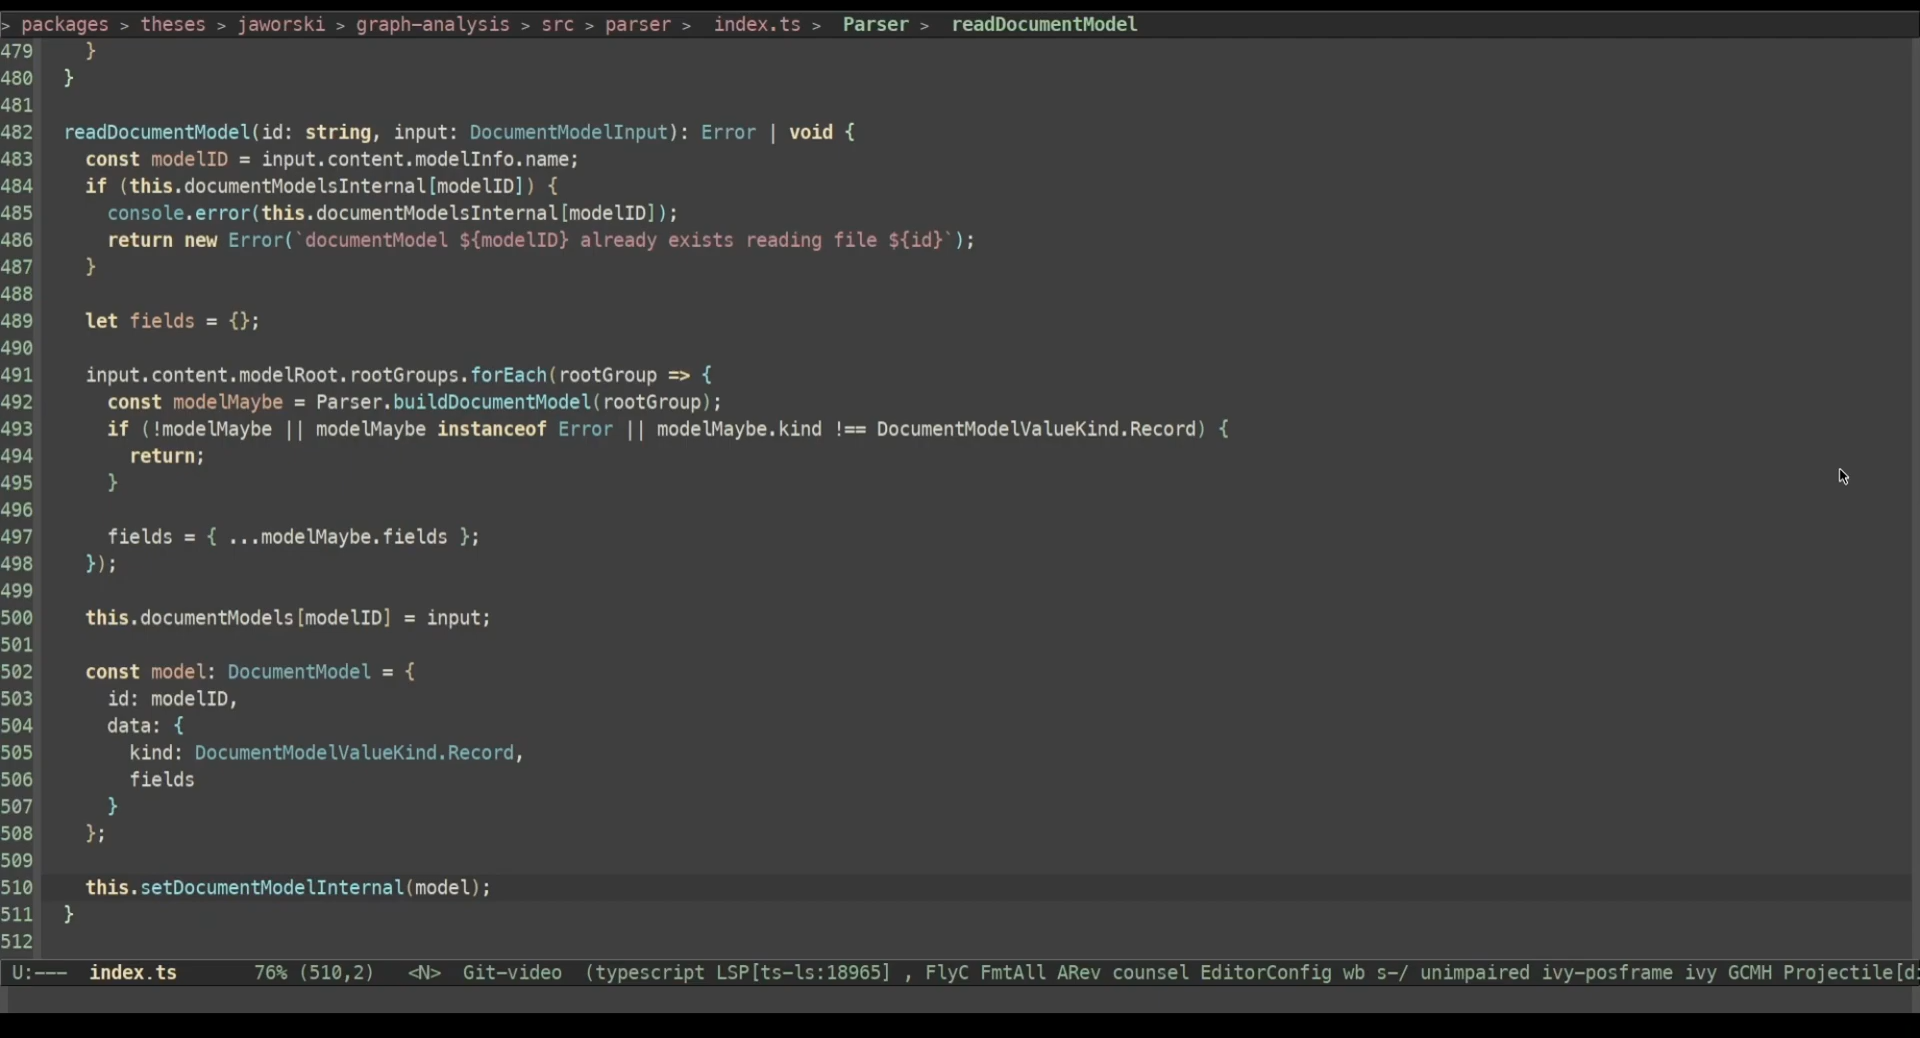 > packages > theses > jaworski > graph-analysis > src > parser > index.ts > Parser > readDocumentModel
479     }
480   }
481
482   readDocumentModel(id: string, input: DocumentModelInput): Error | void {
483     const modelID = input.content.modelInfo.name;
484     if (this.documentModelsInternal[modelID]) {
485       console.error(this.documentModelsInternal[modelID]);
486       return new Error(`documentModel ${modelID} already exists reading file ${id}`);
487     }
488
489     let fields = {};
490
491     input.content.modelRoot.rootGroups.forEach(rootGroup => {
492       const modelMaybe = Parser.buildDocumentModel(rootGroup);
493       if (!modelMaybe || modelMaybe instanceof Error || modelMaybe.kind !== DocumentModelValueKind.Record) {
494         return;
495       }
496
497       fields = { ...modelMaybe.fields };
498     });
499
500     this.documentModels[modelID] = input;
501
502     const model: DocumentModel = {
503       id: modelID,
504       data: {
505         kind: DocumentModelValueKind.Record,
506         fields
507       }
508     };
509
510     this.setDocumentModelInternal(model);
511   }
512
U:---  index.ts       76% (510,2)   <N>  Git-video  (typescript LSP[ts-ls:18965] , FlyC FmtAll ARev counsel EditorConfig wb s-/ unimpaired ivy-posframe ivy GCMH Projectile[d